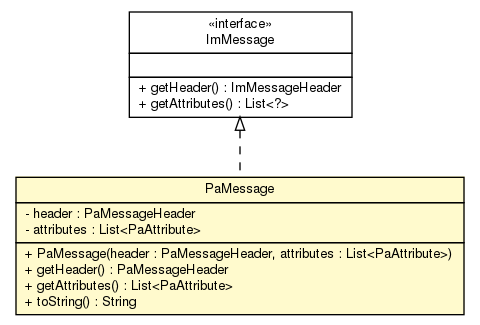 «interface»
ImMessage
+ getHeader() : ImMessageHeader
+ getAttributes() : List<?>
PaMessage
- header : PaMessageHeader
- attributes : List<PaAttribute>
+ PaMessage(header : PaMessageHeader, attributes : List<PaAttribute>)
+ getHeader() : PaMessageHeader
+ getAttributes() : List<PaAttribute>
+ toString() : String